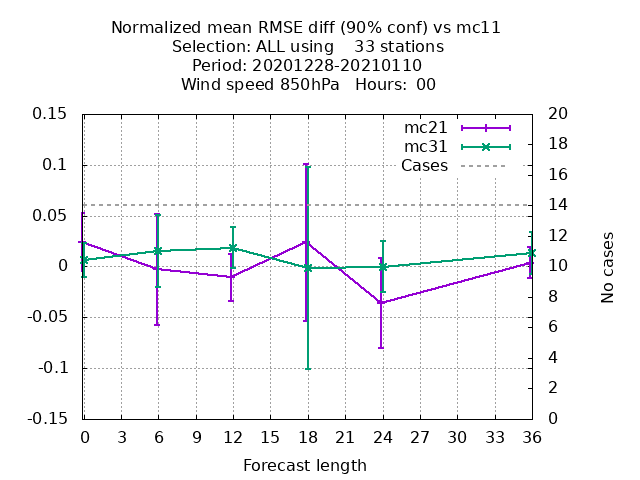 Normalized mean RMSE diff (90% conf) vs mc11
Selection: ALL using    33 stations
Period: 20201228-20210110
Wind speed 850hPa   Hours:  00
0.15
0.1
0.05
0
-0.05
-0.1
-0.15
mc21
mc31
Cases
20
18
16
14
12
10
8
6
4
2
0
No cases
0 3 6 9 12 15 18 21 24 27 30 33 36
Forecast length